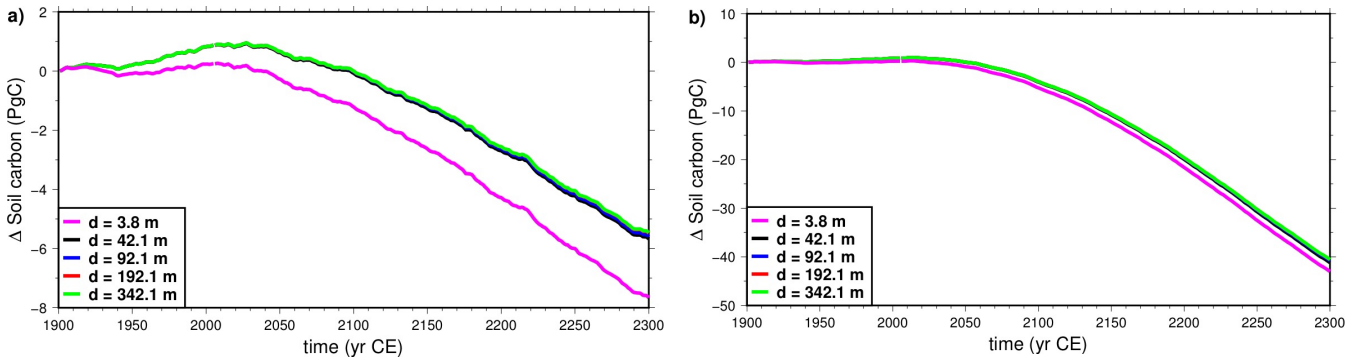 a)
Δ Soil carbon (PgC)
2
0
−2
−4
−6
−8
d = 3.8 m
d = 42.1 m
d = 92.1 m
d = 192.1 m
d = 342.1 m
1900 1950 2000 2050 2100 2150 2200 2250 2300
time (yr CE)
b)
Δ Soil carbon (PgC)
10
0
−10
−20
−30
−40
−50
d = 3.8 m
d = 42.1 m
d = 92.1 m
d = 192.1 m
d = 342.1 m
1900 1950 2000 2050 2100 2150 2200 2250 2300
time (yr CE)